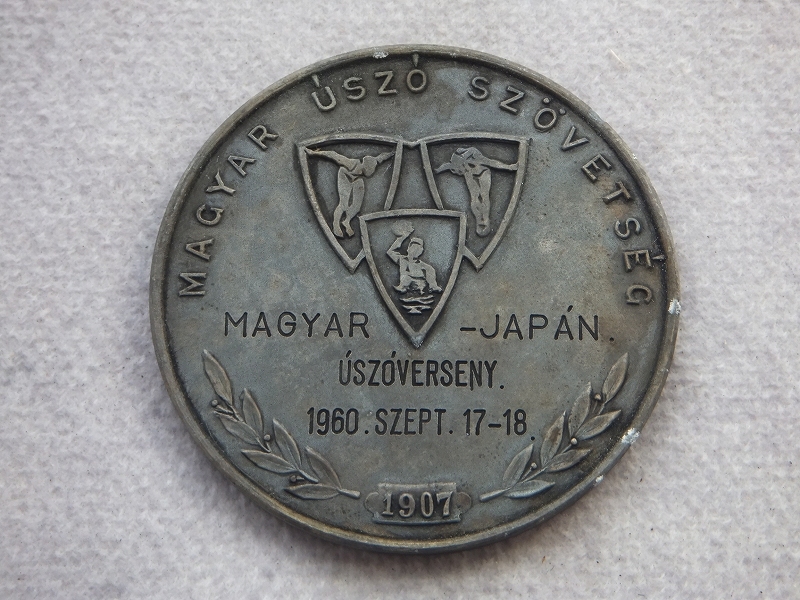 MAGYAR ÚSZÓ SZÖVETSÉG
MAGYAR -JAPÁN.
ÚSZÓVERSENY.
1960. SZEPT. 17-18.
1907